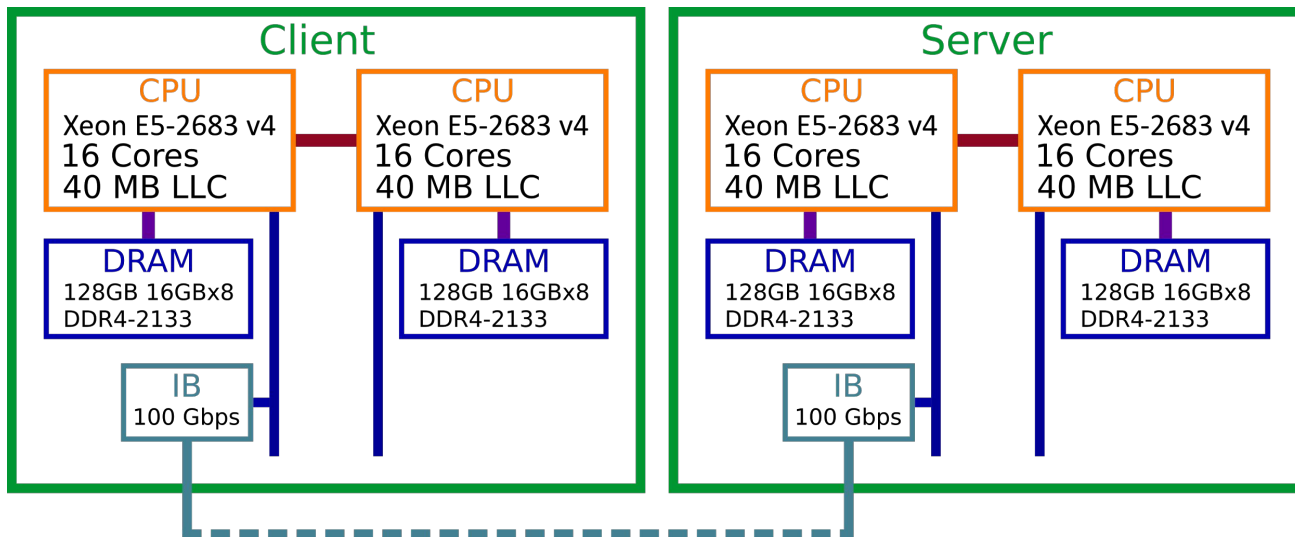 Client
CPU
Xeon E5-2683 v4
16 Cores
40 MB LLC
CPU
Xeon E5-2683 v4
16 Cores
40 MB LLC
DRAM
128GB 16GBx8
DDR4-2133
DRAM
128GB 16GBx8
DDR4-2133
IB
100 Gbps
Server
CPU
Xeon E5-2683 v4
16 Cores
40 MB LLC
CPU
Xeon E5-2683 v4
16 Cores
40 MB LLC
DRAM
128GB 16GBx8
DDR4-2133
DRAM
128GB 16GBx8
DDR4-2133
IB
100 Gbps